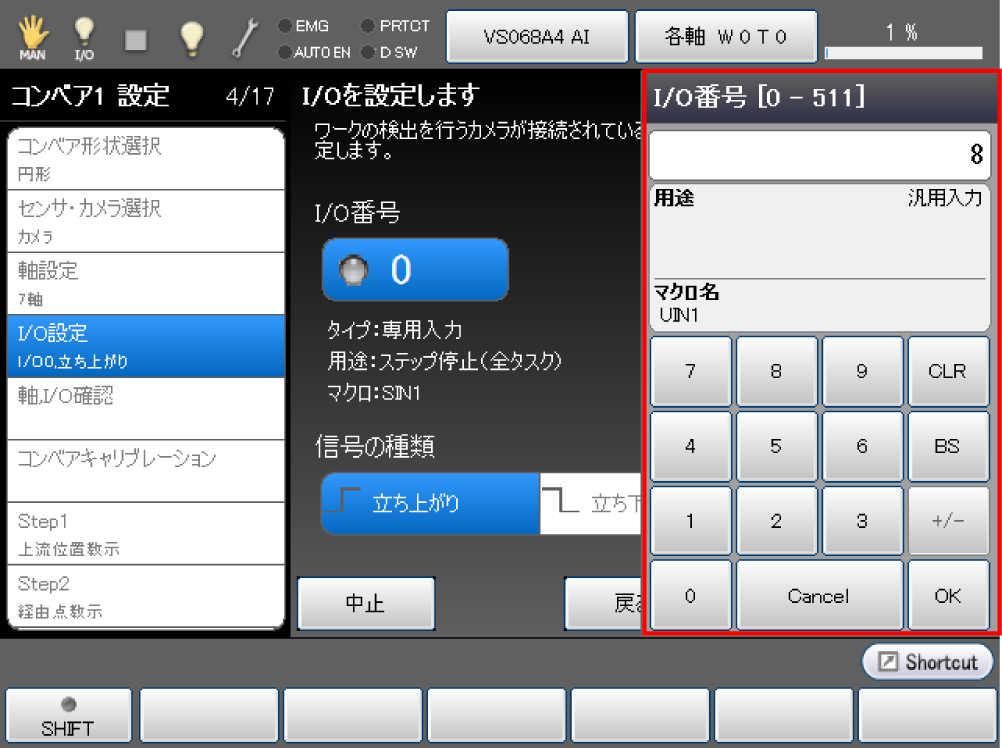 MAN
I/O
EMG
PRTCT
AUTO EN
D SW
VS068A4 A1
各軸 W0T0
1 %
コンベア1 設定 4/17
コンベア形状選択
円形
センサ・カメラ選択
カメラ
軸設定
7軸
I/O設定
I/O0,立ち上がり
軸,I/O確認
コンベアキャリブレーション
Step1
上流位置教示
Step2
経由点教示
I/Oを設定します
ワークの検出を行うカメラが接続されてい
定します。
I/O番号
0
タイプ:専用入力
用途:ステップ停止(全タスク)
マクロ:SIN1
信号の種類
立ち上がり
立ち下
中止
戻
I/O番号 [0 - 511]
8
用途 汎用入力
マクロ名
UIN1
7 8 9 CLR
4 5 6 BS
1 2 3 +/-
0 Cancel OK
Shortcut
SHIFT